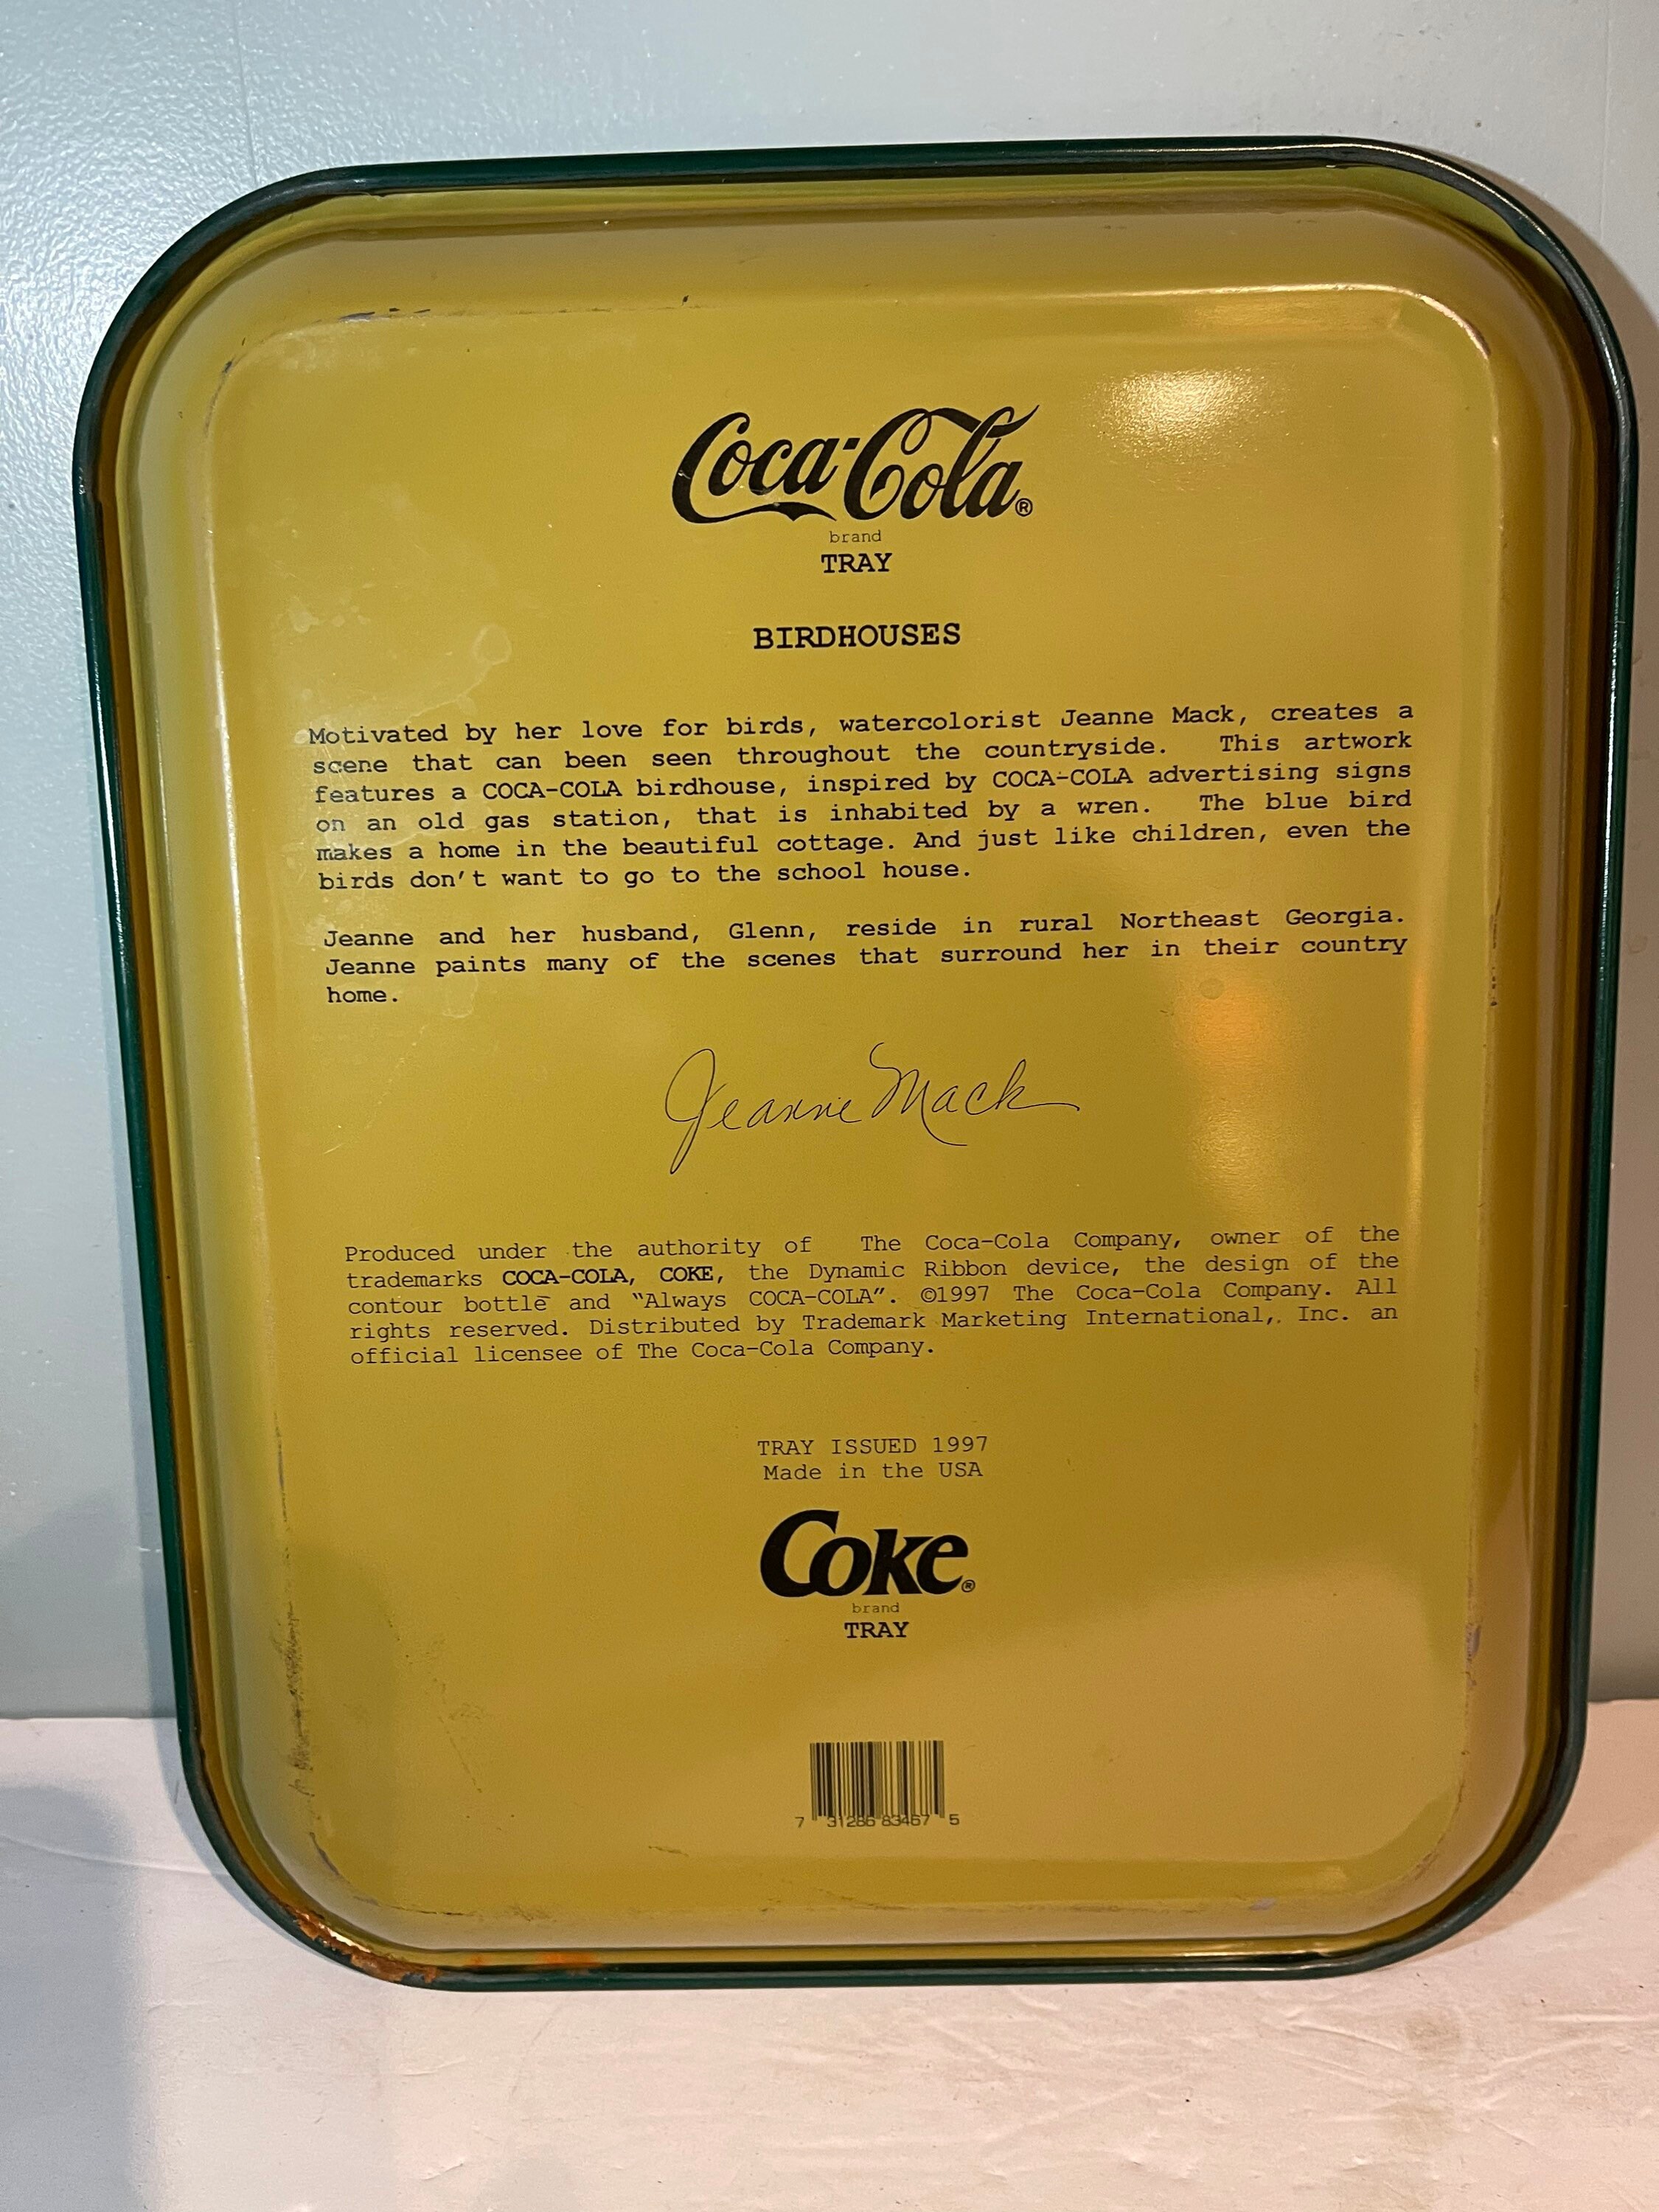 Coca-Cola®
brand
TRAY
BIRDHOUSES
Motivated by her love for birds, watercolorist Jeanne Mack, creates a
scene that can been seen throughout the countryside. This artwork
features a COCA-COLA birdhouse, inspired by COCA-COLA advertising signs
on an old gas station, that is inhabited by a wren. The blue bird
makes a home in the beautiful cottage. And just like children, even the
birds don't want to go to the school house.
Jeanne and her husband, Glenn, reside in rural Northeast Georgia.
Jeanne paints many of the scenes that surround her in their country
home.
Jeanne Mack
Produced under the authority of The Coca-Cola Company, owner of the
trademarks COCA-COLA, COKE, the Dynamic Ribbon device, the design of the
contour bottle and “Always COCA-COLA”. ©1997 The Coca-Cola Company. All
rights reserved. Distributed by Trademark Marketing International, Inc. an
official licensee of The Coca-Cola Company.
TRAY ISSUED 1997
Made in the USA
Coke®
brand
TRAY
7 31286 83467 5